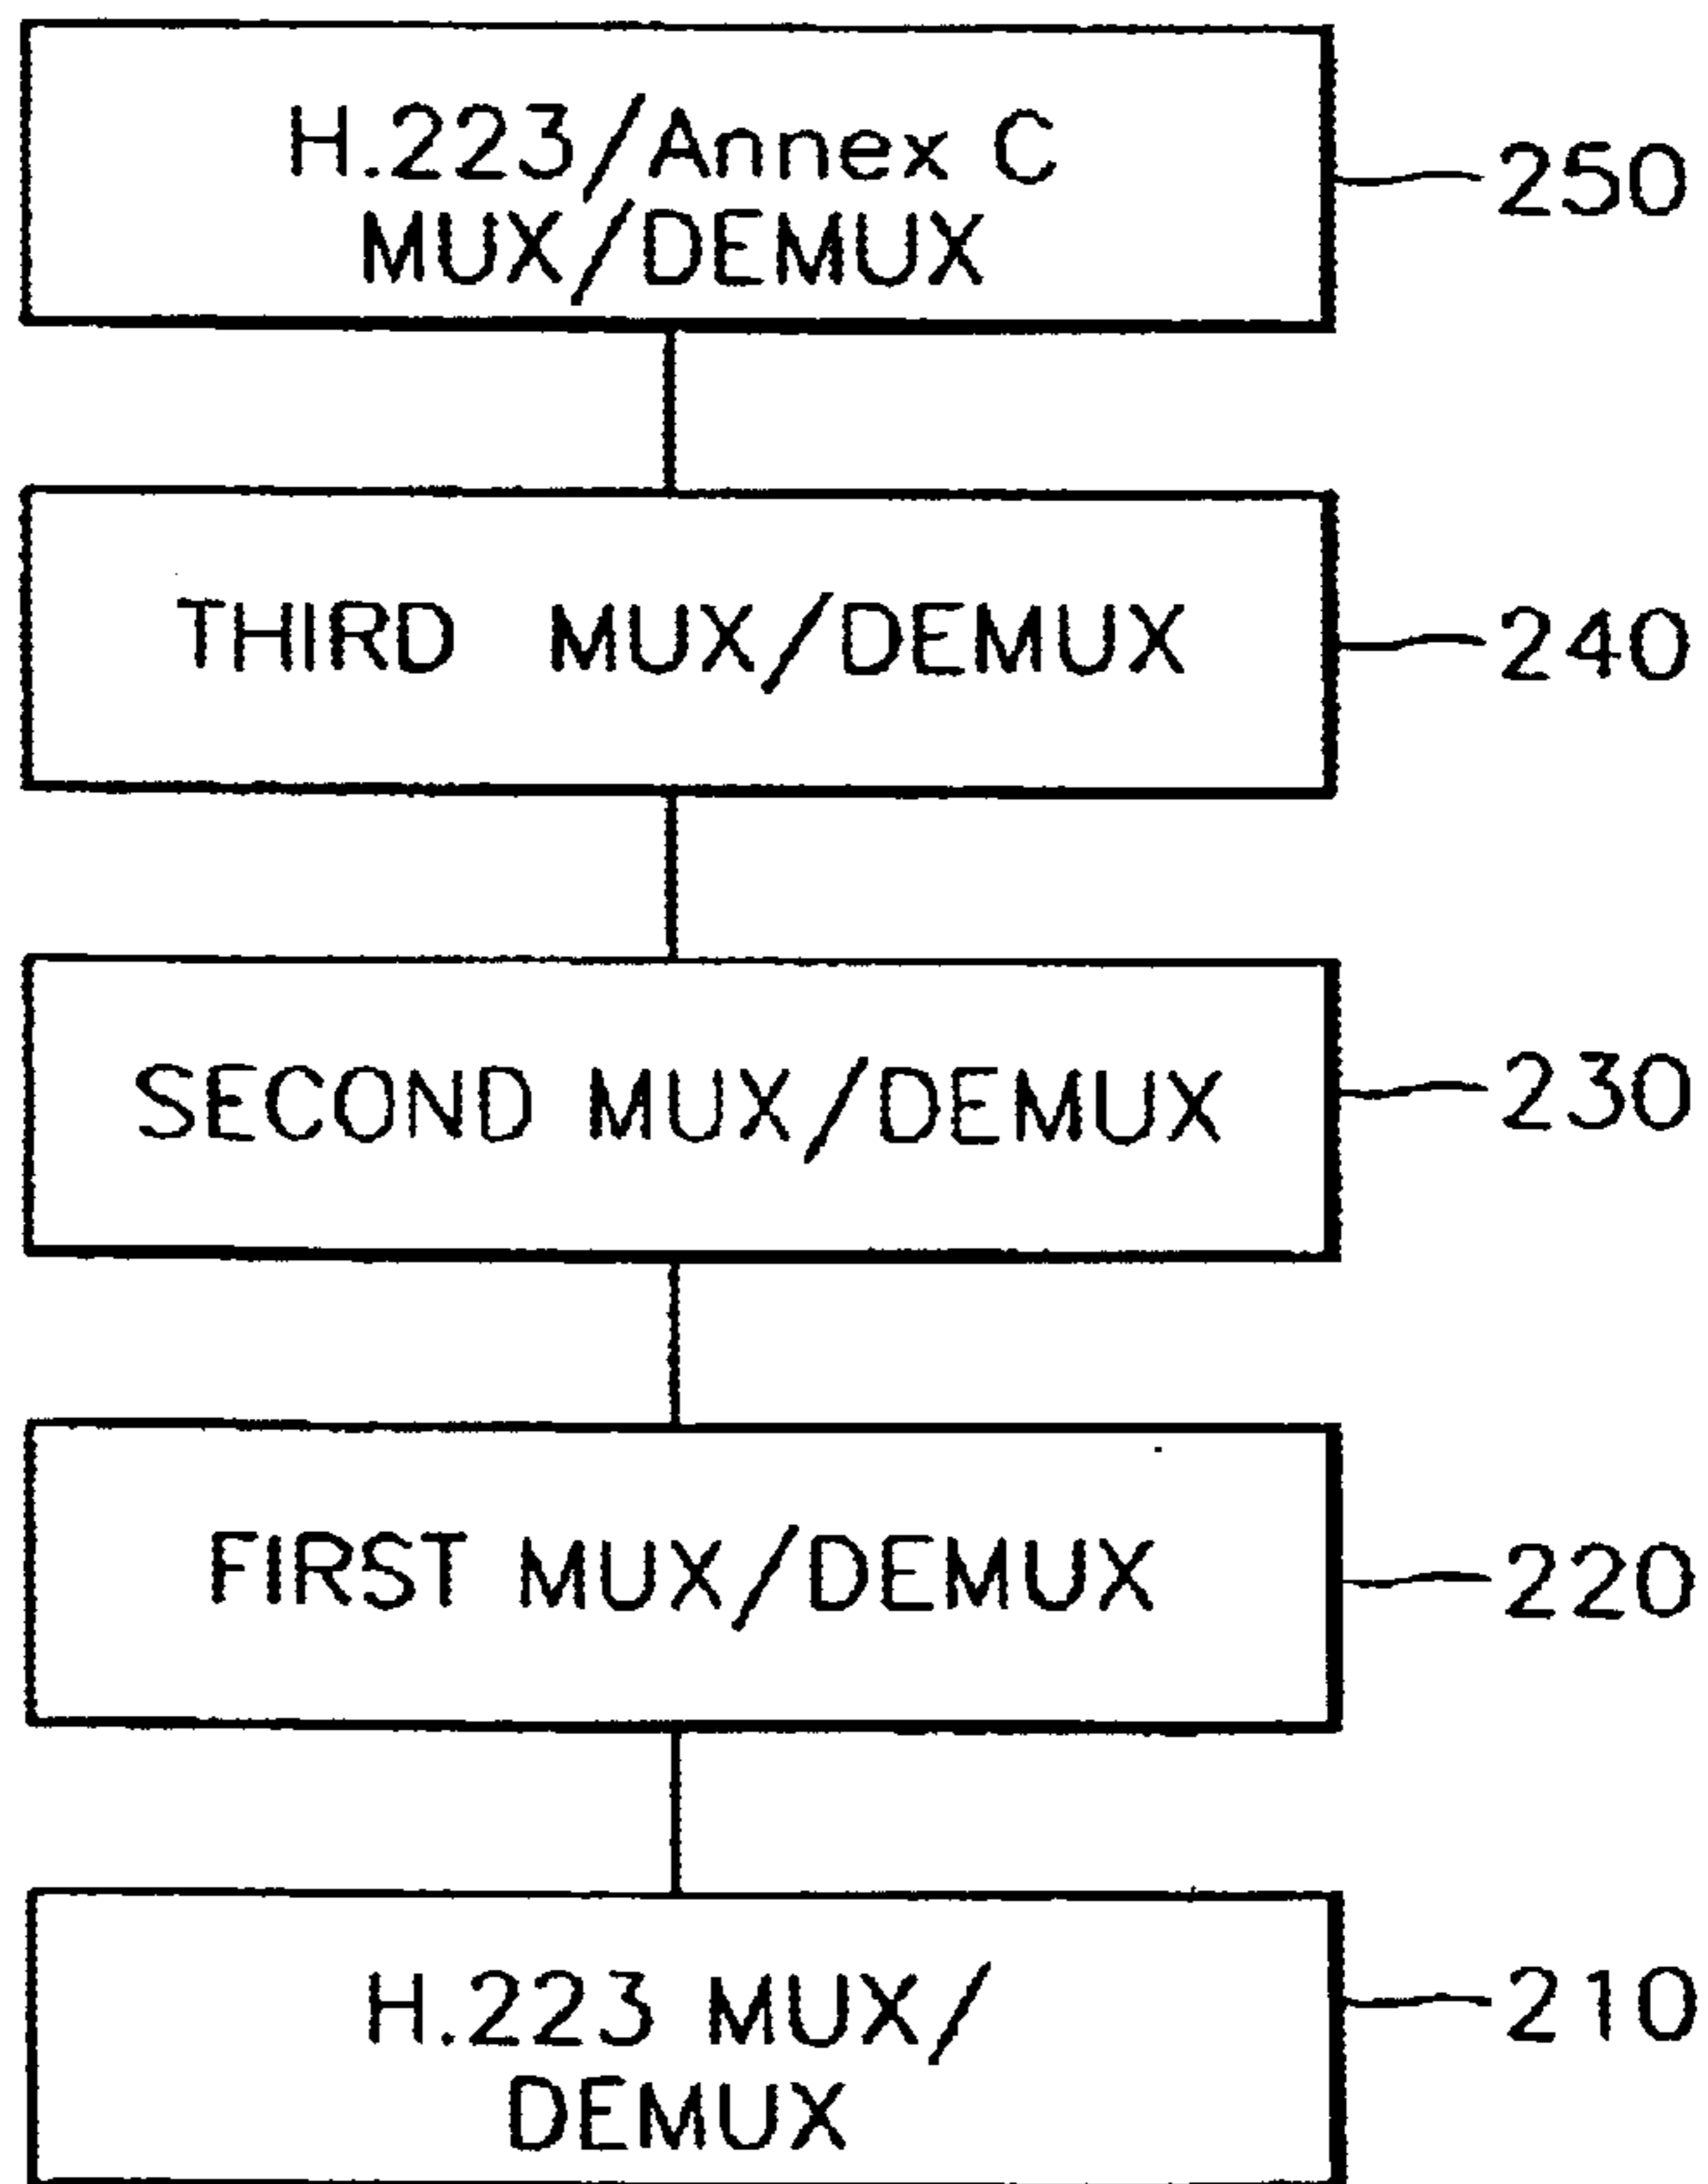 H.223/Annex C
MUX/DEMUX
250
THIRD MUX/DEMUX
240
SECOND MUX/DEMUX
230
FIRST MUX/DEMUX
220
H.223 MUX/
DEMUX
210